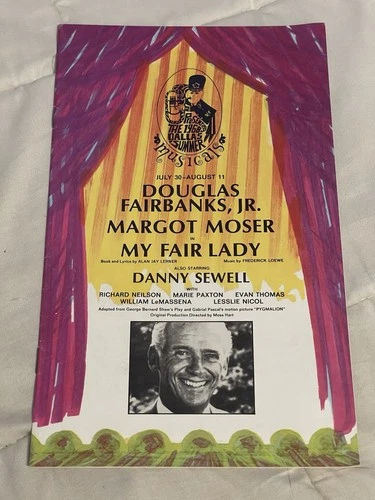 PRESENTS
THE 1968
DALLAS
SUMMER
MUSICALS
JULY 30-AUGUST 11
DOUGLAS
FAIRBANKS, JR.
MARGOT MOSER
IN
MY FAIR LADY
Book and Lyrics by ALAN JAY LERNER Music by FREDERICK LOEWE
ALSO STARRING
DANNY SEWELL
WITH
RICHARD NEILSON MARIE PAXTON EVAN THOMAS
WILLIAM LeMASSENA LESSLIE NICOL
Adapted from George Bernard Shaw's Play and Gabriel Pascal's motion picture "PYGMALION"
Original Production Directed by Moss Hart